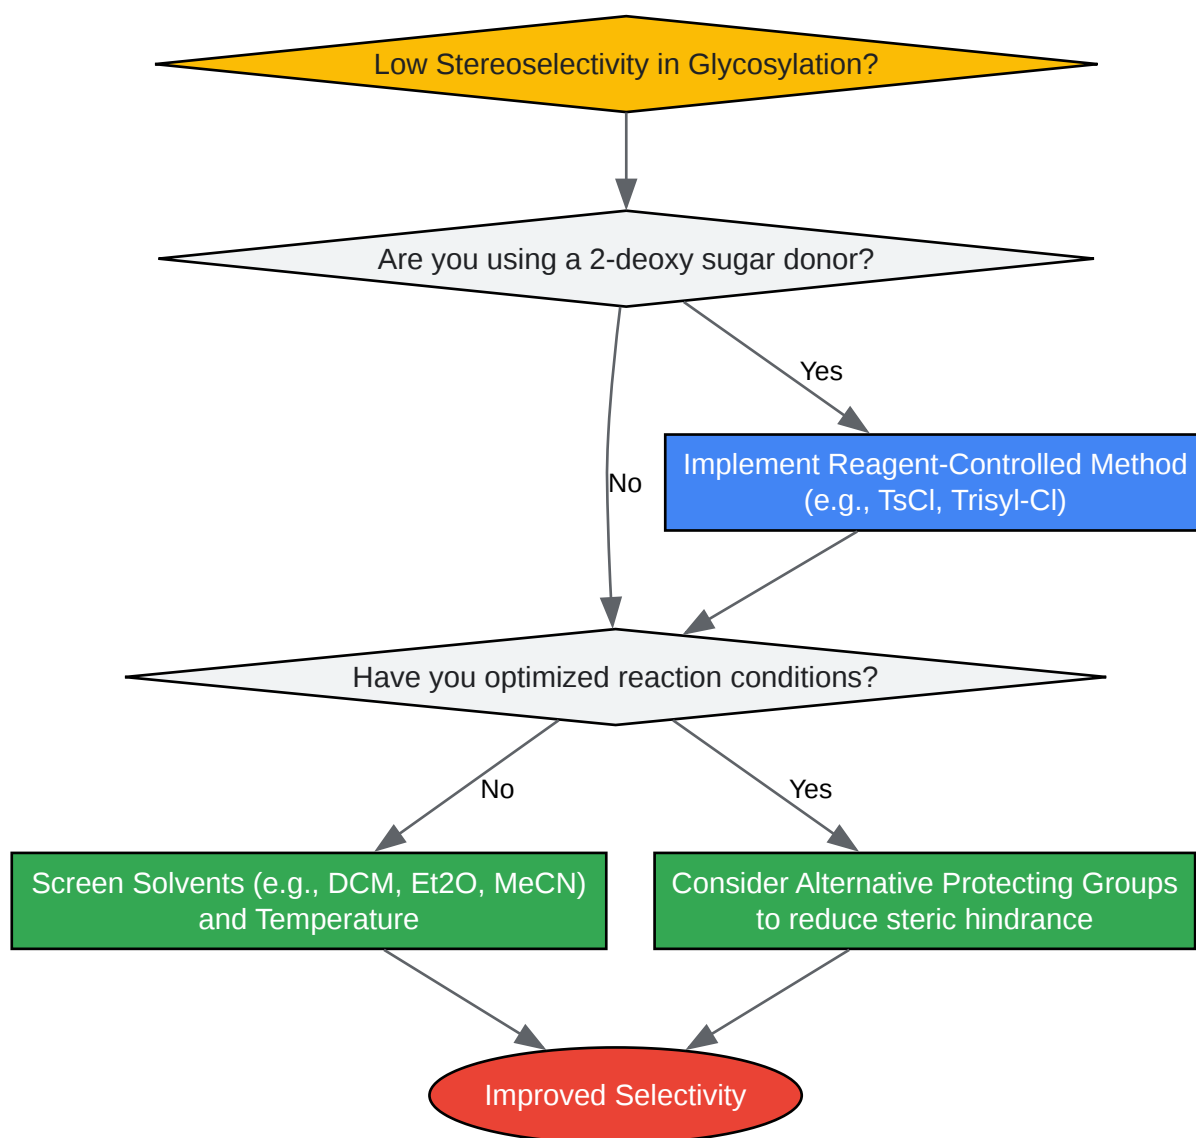 Low Stereoselectivity in Glycosylation?
Are you using a 2-deoxy sugar donor?
Yes
Implement Reagent-Controlled Method
(e.g., TsCl, Trisyl-Cl)
No
Have you optimized reaction conditions?
No
Yes
Screen Solvents (e.g., DCM, Et2O, MeCN)
and Temperature
Consider Alternative Protecting Groups
to reduce steric hindrance
Improved Selectivity